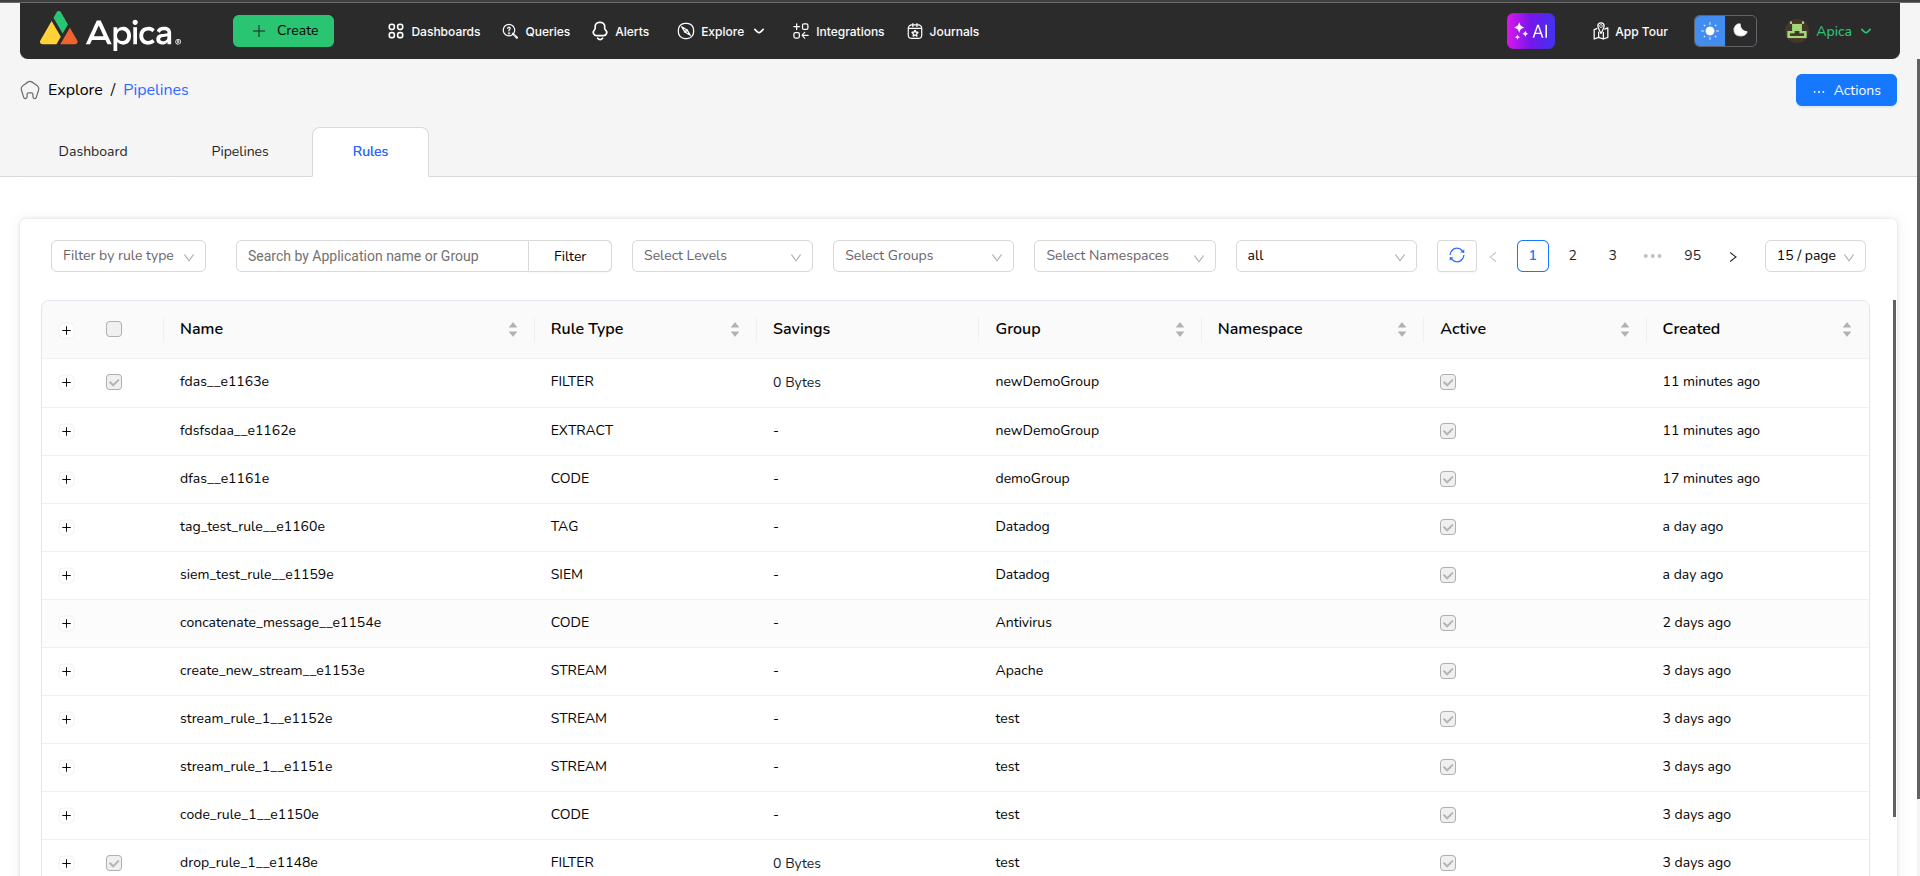 Apica® + Create Dashboards Queries Alerts Explore Integrations Journals AI App Tour Apica
Explore / Pipelines ... Actions
Dashboard Pipelines Rules
Filter by rule type Search by Application name or Group Filter Select Levels Select Groups Select Namespaces all < 1 2 3 ••• 95 > 15 / page
+ Name Rule Type Savings Group Namespace Active Created
+ fdas__e1163e FILTER 0 Bytes newDemoGroup 11 minutes ago
+ fdsfsdaa__e1162e EXTRACT - newDemoGroup 11 minutes ago
+ dfas__e1161e CODE - demoGroup 17 minutes ago
+ tag_test_rule__e1160e TAG - Datadog a day ago
+ siem_test_rule__e1159e SIEM - Datadog a day ago
+ concatenate_message__e1154e CODE - Antivirus 2 days ago
+ create_new_stream__e1153e STREAM - Apache 3 days ago
+ stream_rule_1__e1152e STREAM - test 3 days ago
+ stream_rule_1__e1151e STREAM - test 3 days ago
+ code_rule_1__e1150e CODE - test 3 days ago
+ drop_rule_1__e1148e FILTER 0 Bytes test 3 days ago